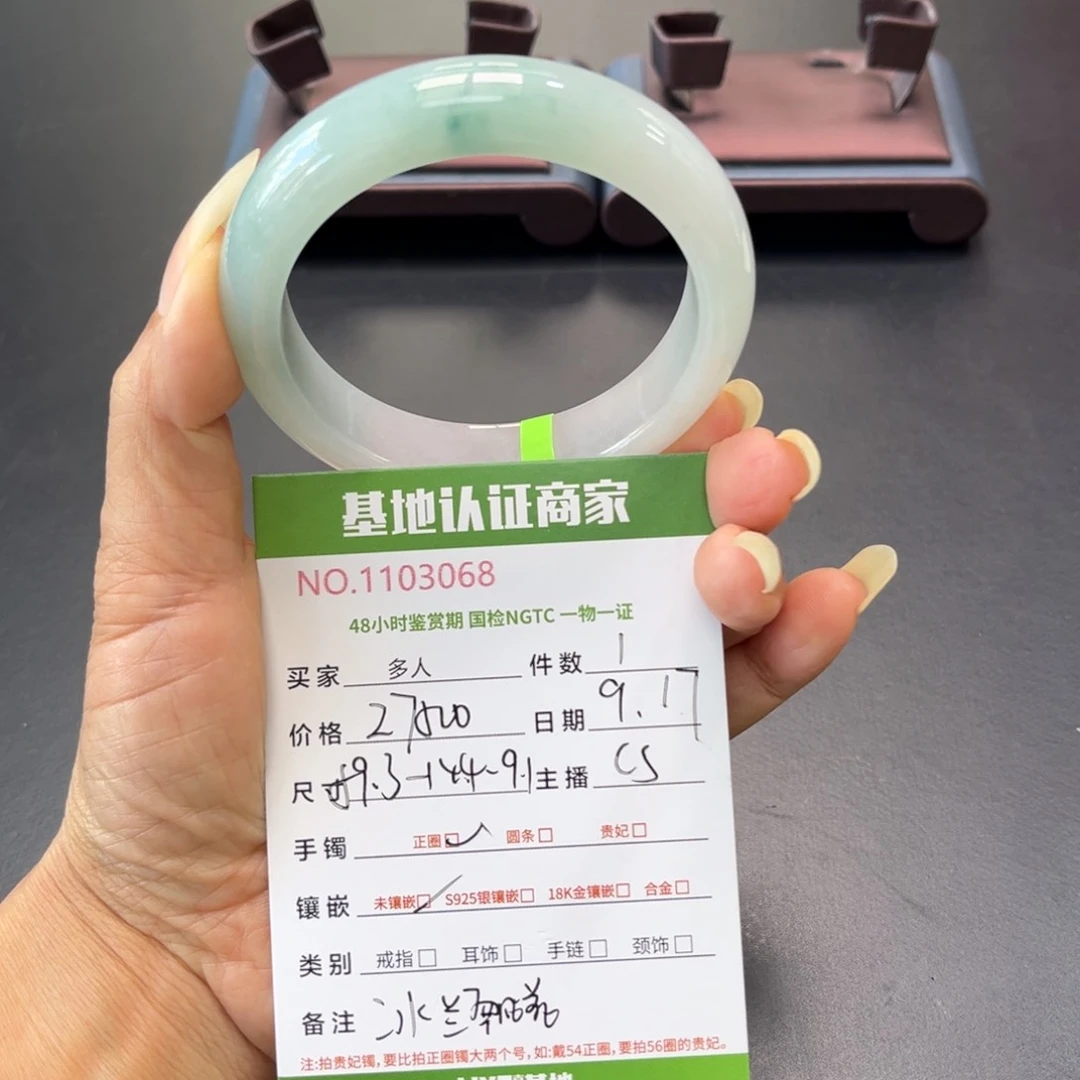 基地认证商家
NO.1103068
48小时鉴赏期 国检NGTC 一物一证
买家 多人 件数 1
价格 27500 日期 9.17
尺寸 59.3-14.4-9.1 主播 CS
手镯 正圈☑ 圆条☐ 贵妃☐
镶嵌 未镶嵌☑ S925银镶嵌☐ 18K金镶嵌☐ 合金☐
类别 戒指☐ 耳饰☐ 手链☐ 颈饰☐
备注 冰兰飘花
注:拍贵妃镯,要比拍正圈镯大两个号,如:戴54正圈,要拍56圈的贵妃。